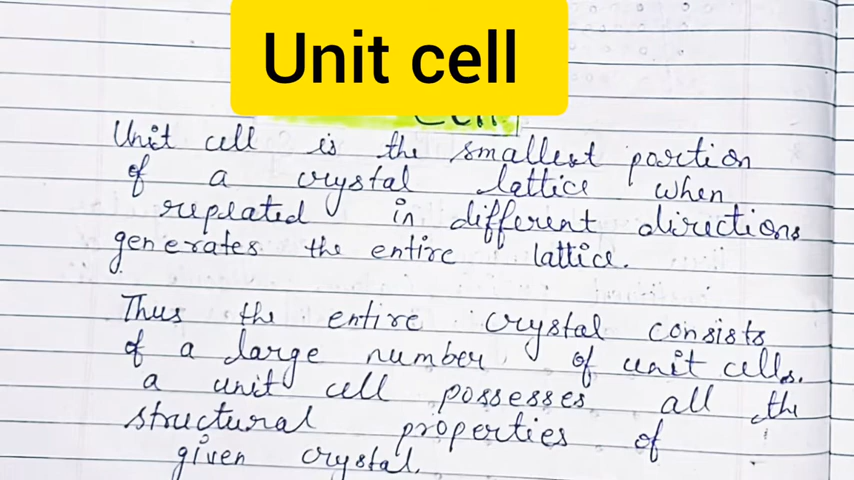 Unit cell
Cell
Unit cell is the smallest portion
of a crystal lattice when
repeated in different directions
generates the entire lattice.
Thus the entire crystal consists
of a large number of unit cells.
a unit cell possesses all the
structural properties of
given crystal.